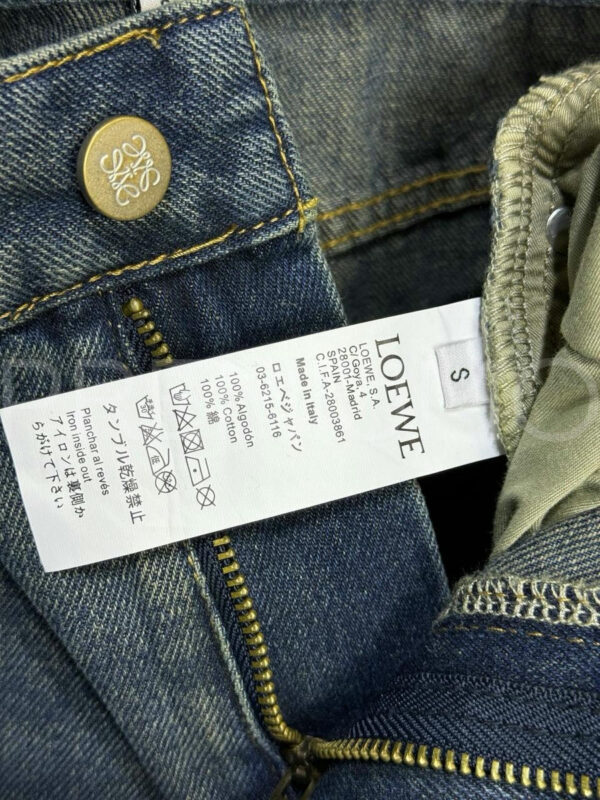 S
LOEWE
LOEWE, S.A.
C/ Goya, 4
28001-Madrid
SPAIN
C.I.F.A-28003861
Made in Italy
ロエベジャパン
03-6215-6116
100% Algodón
100% Cotton
100% 綿
タンブル乾燥禁止
Planchar al revés
Iron inside out
アイロンは裏側か
らがけて下さい